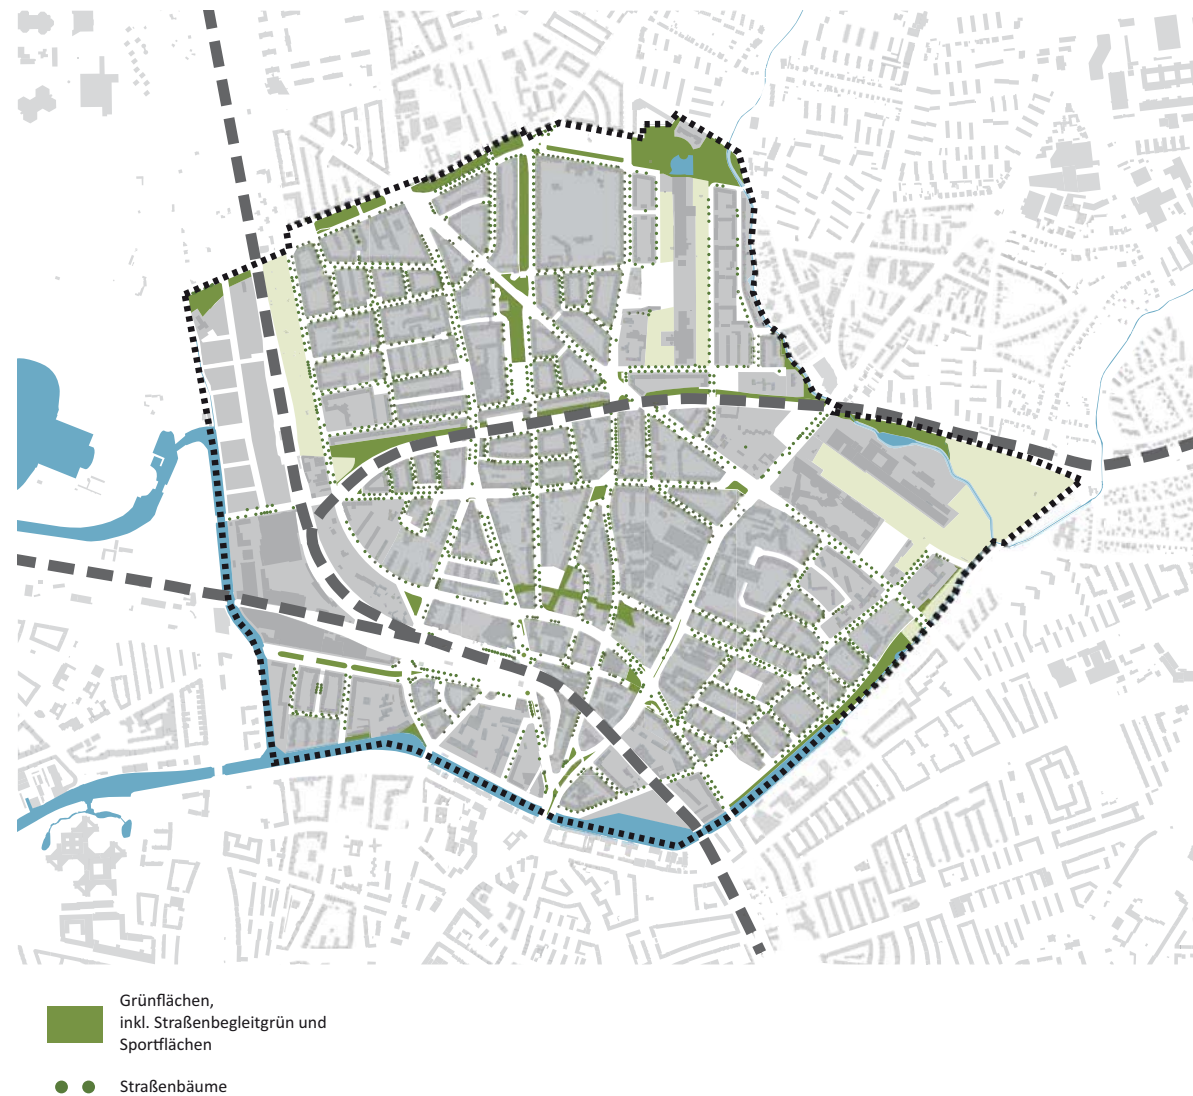 Grünflächen,
inkl. Straßenbegleitgrün und
Sportflächen
Straßenbäume